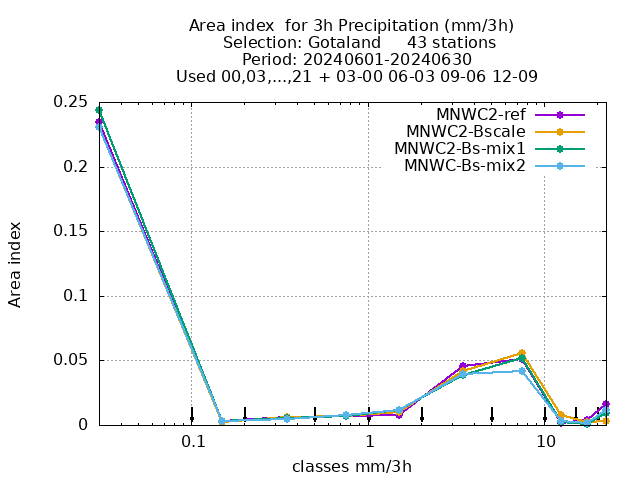 Area index  for 3h Precipitation (mm/3h)
Selection: Gotaland     43 stations
Period: 20240601-20240630
Used 00,03,...,21 + 03-00 06-03 09-06 12-09
MNWC2-ref
MNWC2-Bscale
MNWC2-Bs-mix1
MNWC-Bs-mix2
Area index
0.25
0.2
0.15
0.1
0.05
0
0.1 1 10
classes mm/3h